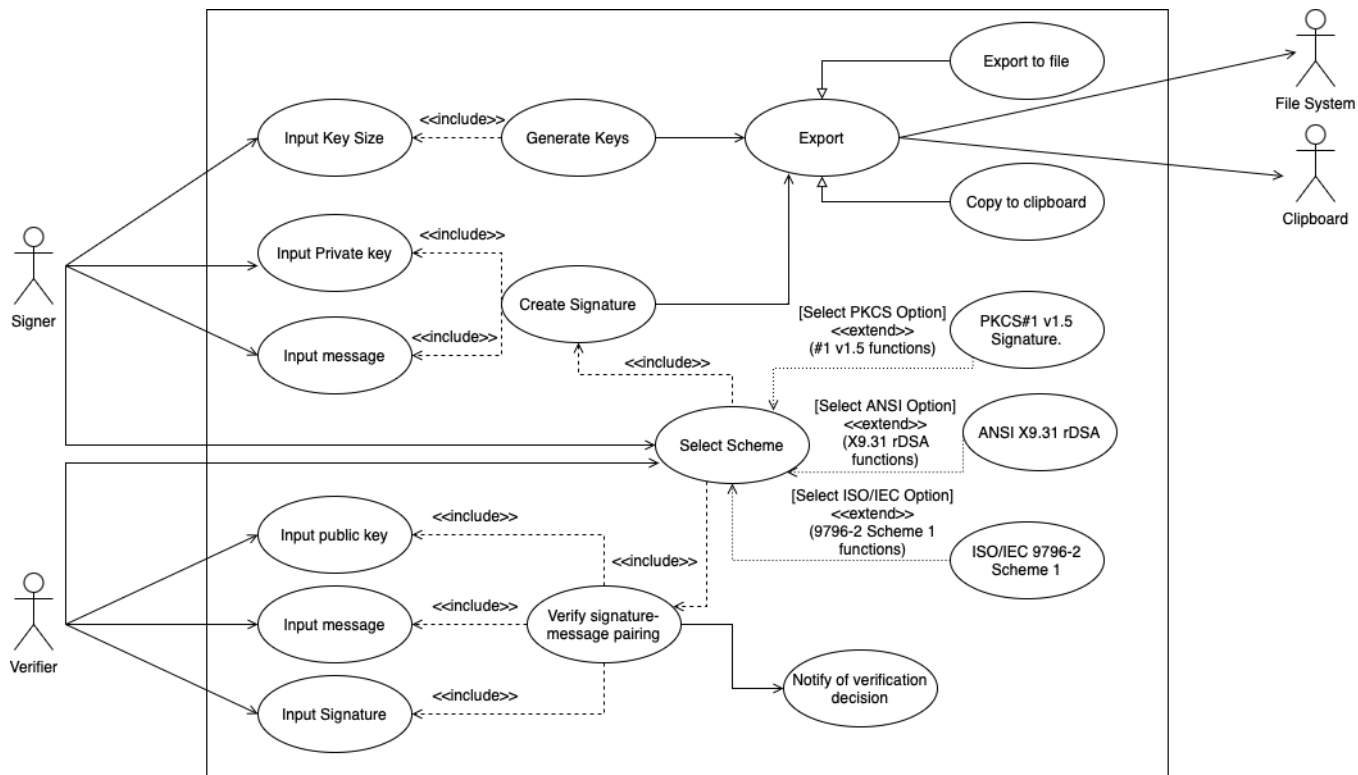 Export to file
File System
<<include>>
Input Key Size
Generate Keys
Export
Copy to clipboard
Clipboard
<<include>>
Input Private key
Signer
Create Signature
[Select PKCS Option]
<<extend>>
(#1 v1.5 functions)
PKCS#1 v1.5
Signature.
<<include>>
Input message
<<include>>
[Select ANSI Option]
<<extend>>
(X9.31 rDSA
functions)
ANSI X9.31 rDSA
Select Scheme
[Select ISO/IEC Option]
<<extend>>
(9796-2 Scheme 1
functions)
ISO/IEC 9796-2
Scheme 1
<<include>>
Input public key
<<include>>
<<include>>
Input message
Verify signature-
message pairing
Verifier
<<include>>
Input Signature
Notify of verification
decision